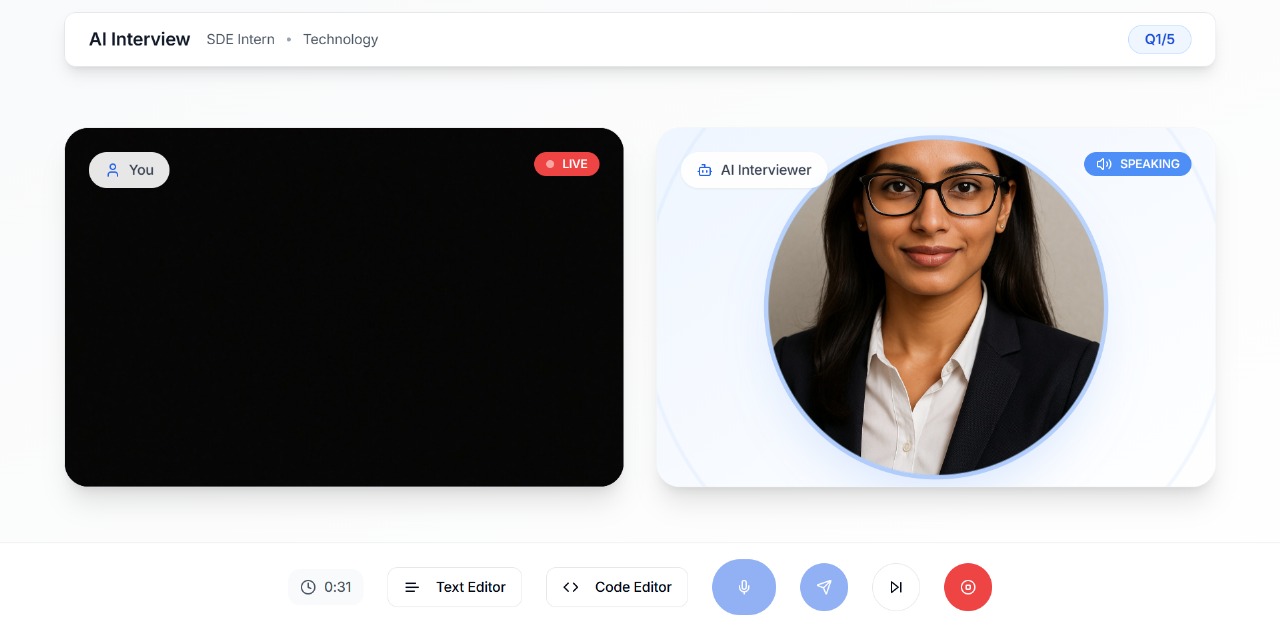 AI Interview SDE Intern • Technology Q1/5
You LIVE AI Interviewer SPEAKING
0:31 Text Editor Code Editor